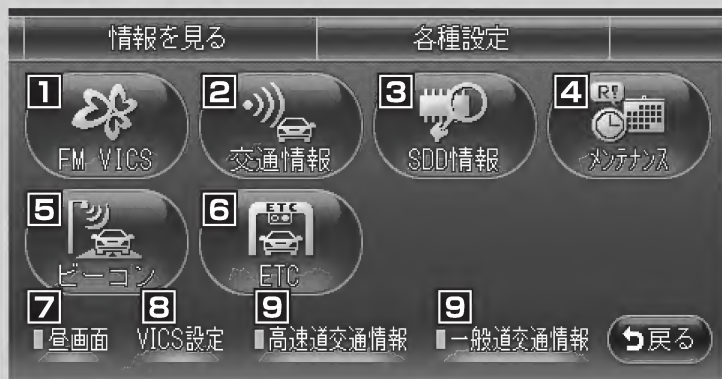 情報を見る 各種設定
1 2 3 4
R!
FM VICS 交通情報 SDD情報 メンテナンス
5 6
ETC
ビーコン ETC
7 8 9 9
昼画面 VICS設定 高速道交通情報 一般道交通情報 戻る